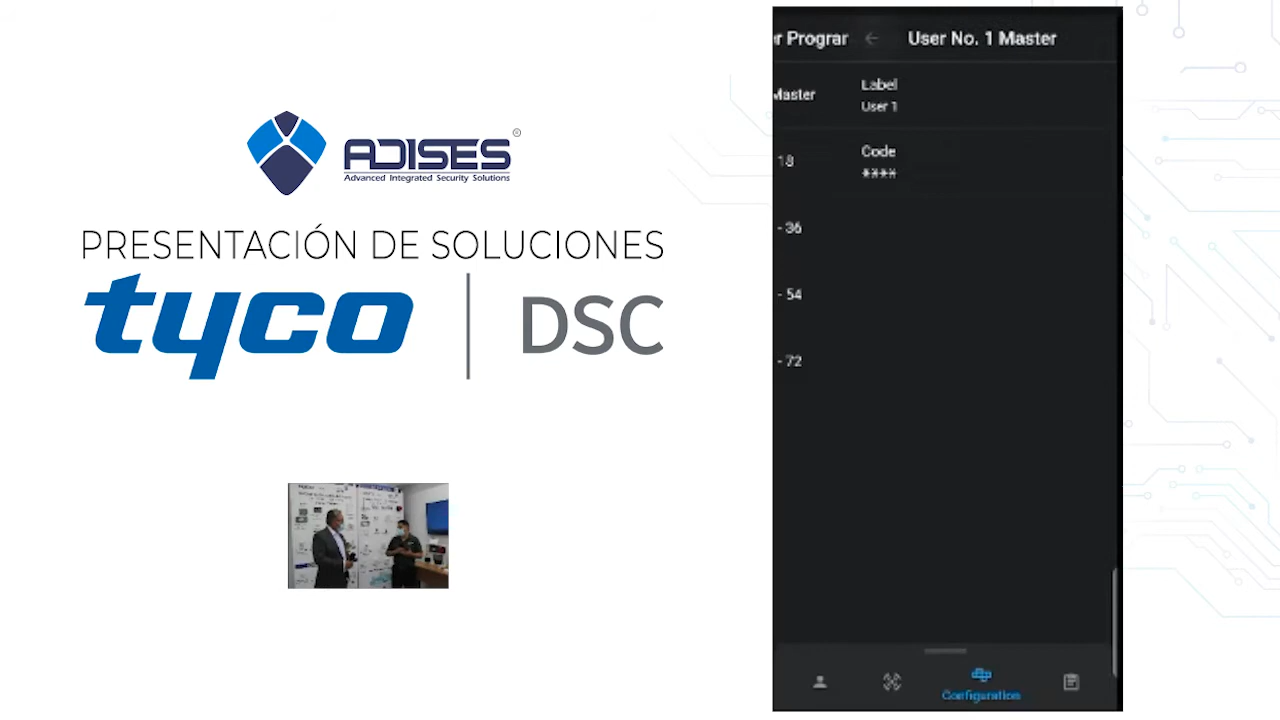 ADISES
®
Advanced Integrated Security Solutions
PRESENTACIÓN DE SOLUCIONES
tyco | DSC
er Prograr
User No. 1 Master
Master
Label
User 1
18
Code
****
- 36
- 54
- 72
Configuration